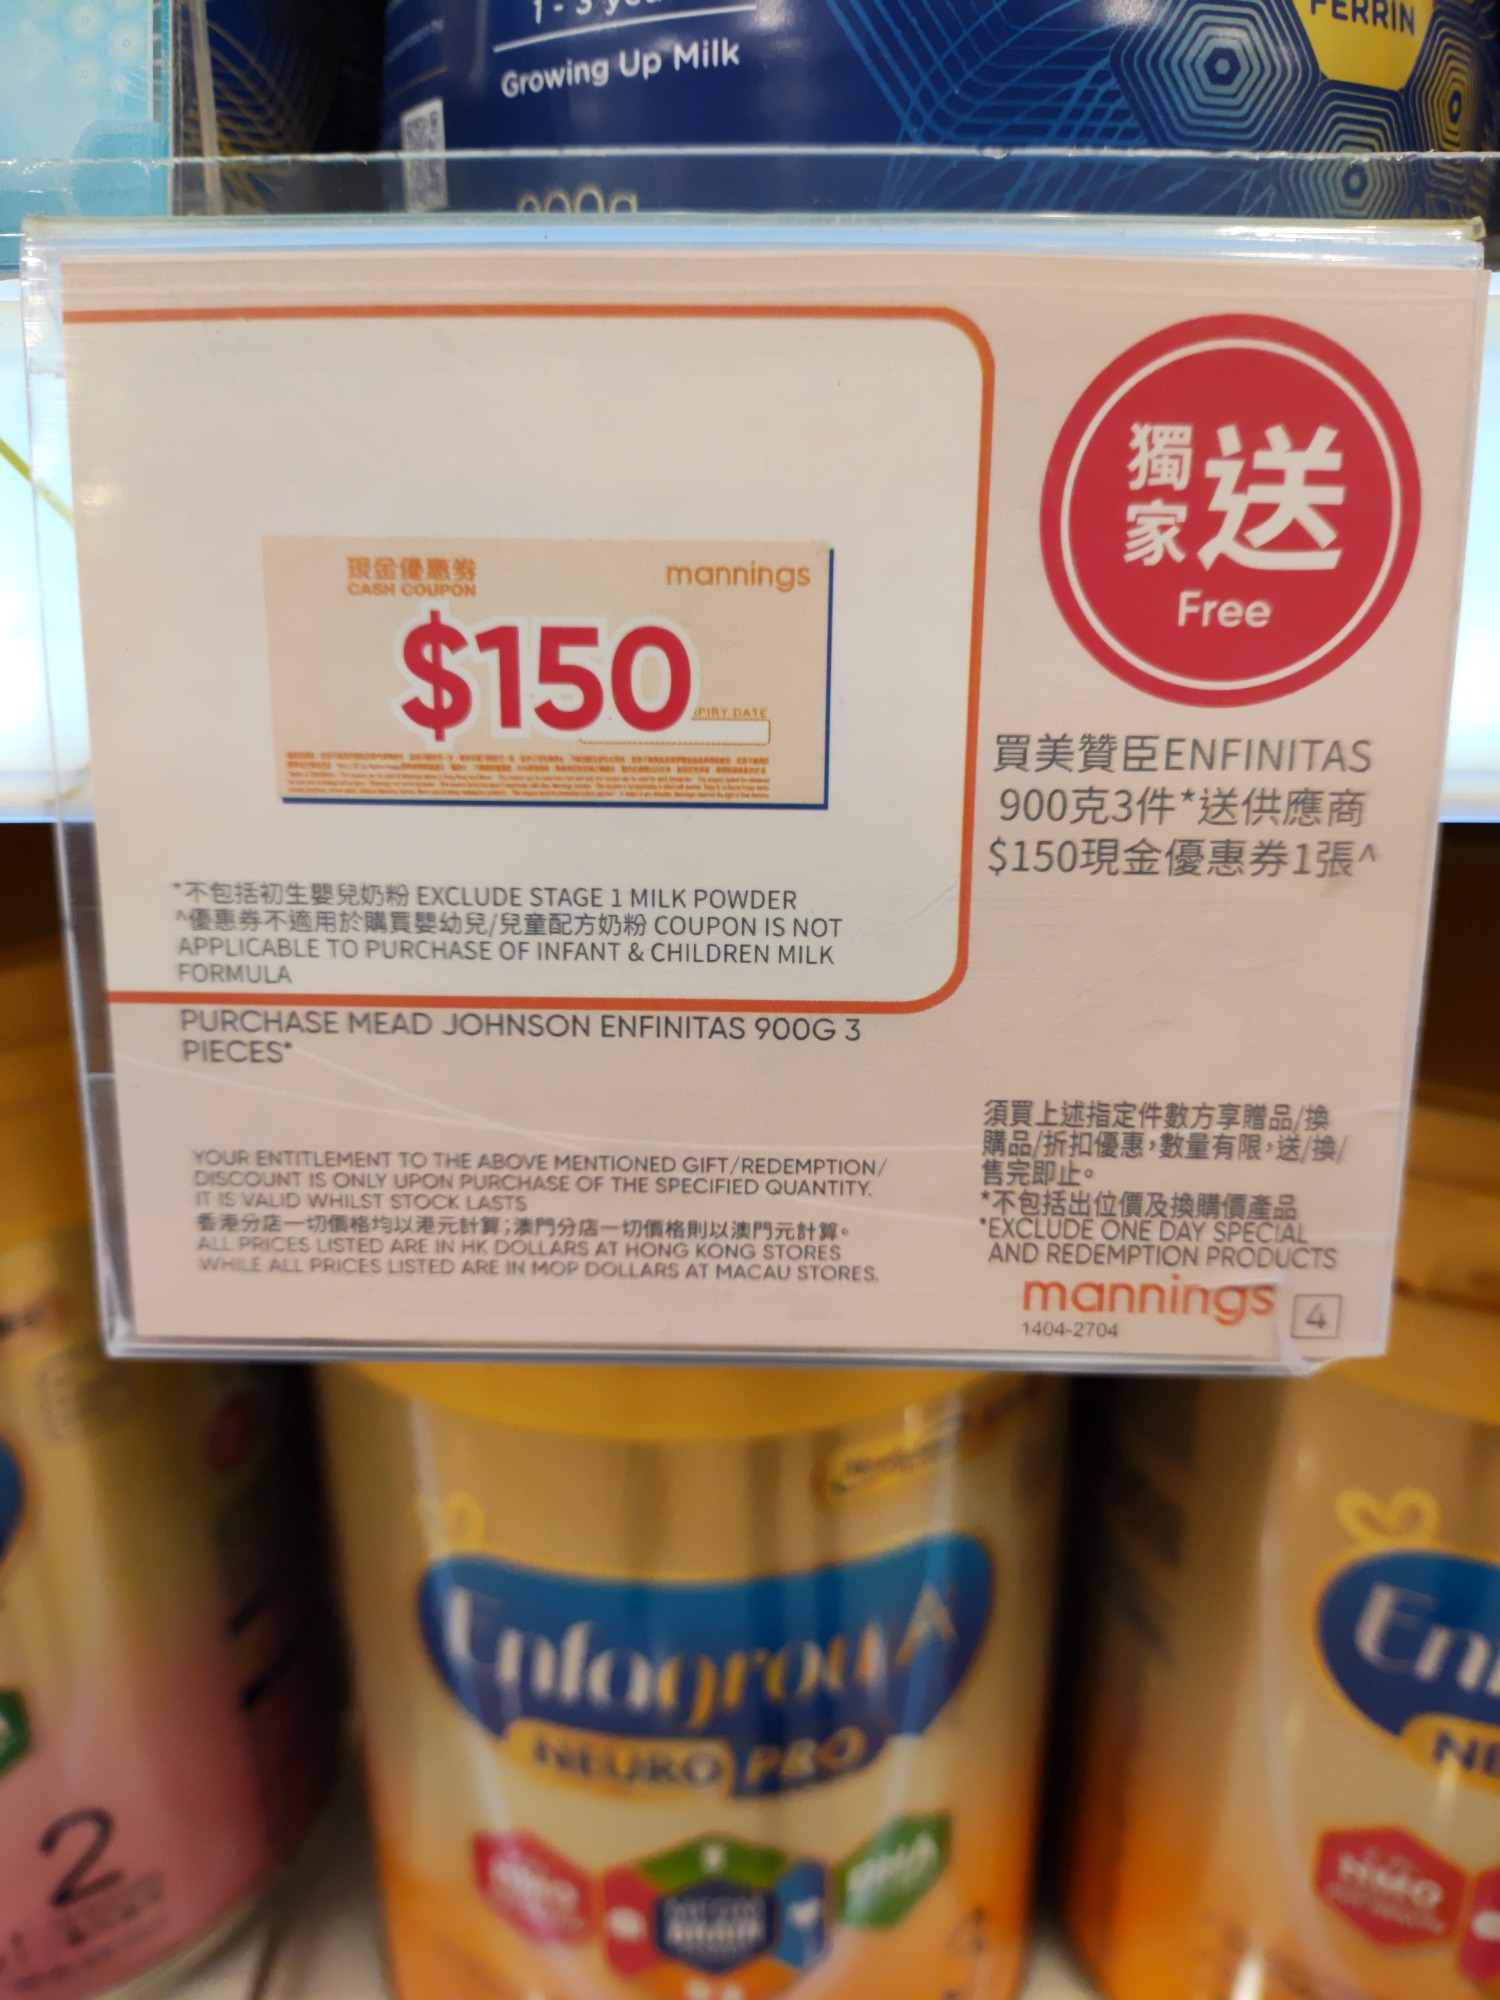 Growing Up Milk
獨家送
Free
現金優惠券
CASH COUPON
mannings
$150
買美贊臣ENFINITAS
900克3件*送供應商
$150現金優惠券1張^
*不包括初生嬰兒奶粉 EXCLUDE STAGE 1 MILK POWDER
^優惠券不適用於購買嬰幼兒/兒童配方奶粉 COUPON IS NOT
APPLICABLE TO PURCHASE OF INFANT & CHILDREN MILK
FORMULA
PURCHASE MEAD JOHNSON ENFINITAS 900G 3
PIECES*
YOUR ENTITLEMENT TO THE ABOVE MENTIONED GIFT/REDEMPTION/
DISCOUNT IS ONLY UPON PURCHASE OF THE SPECIFIED QUANTITY.
IT IS VALID WHILST STOCK LASTS
香港分店一切價格均以港元計算;澳門分店一切價格則以澳門元計算。
ALL PRICES LISTED ARE IN HK DOLLARS AT HONG KONG STORES
WHILE ALL PRICES LISTED ARE IN MOP DOLLARS AT MACAU STORES.
須買上述指定件數方享贈品/換
購品/折扣優惠,數量有限,送/換/
售完即止。
*不包括出位價及換購價產品
*EXCLUDE ONE DAY SPECIAL
AND REDEMPTION PRODUCTS
mannings
1404-2704
4
Enfagrow A+
NEURO PRO
DHA
HMO
2